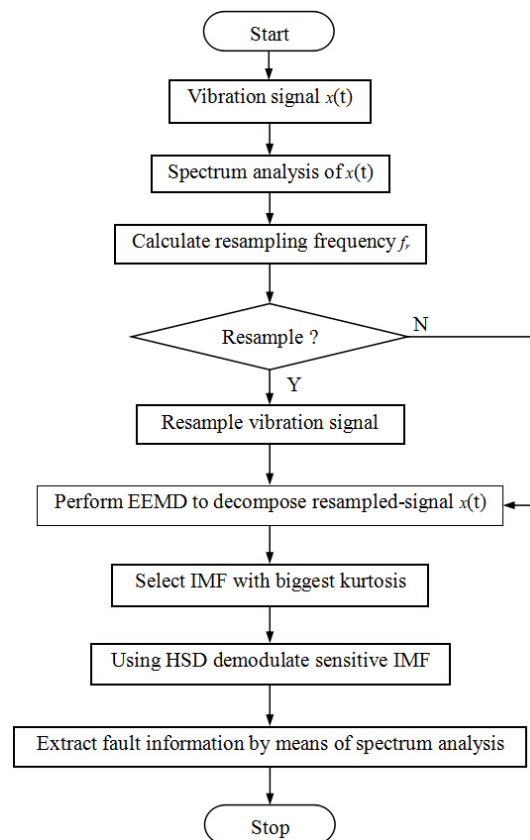 Start
Vibration signal x(t)
Spectrum analysis of x(t)
Calculate resampling frequency fr
Resample ?
N
Y
Resample vibration signal
Perform EEMD to decompose resampled-signal x(t)
Select IMF with biggest kurtosis
Using HSD demodulate sensitive IMF
Extract fault information by means of spectrum analysis
Stop